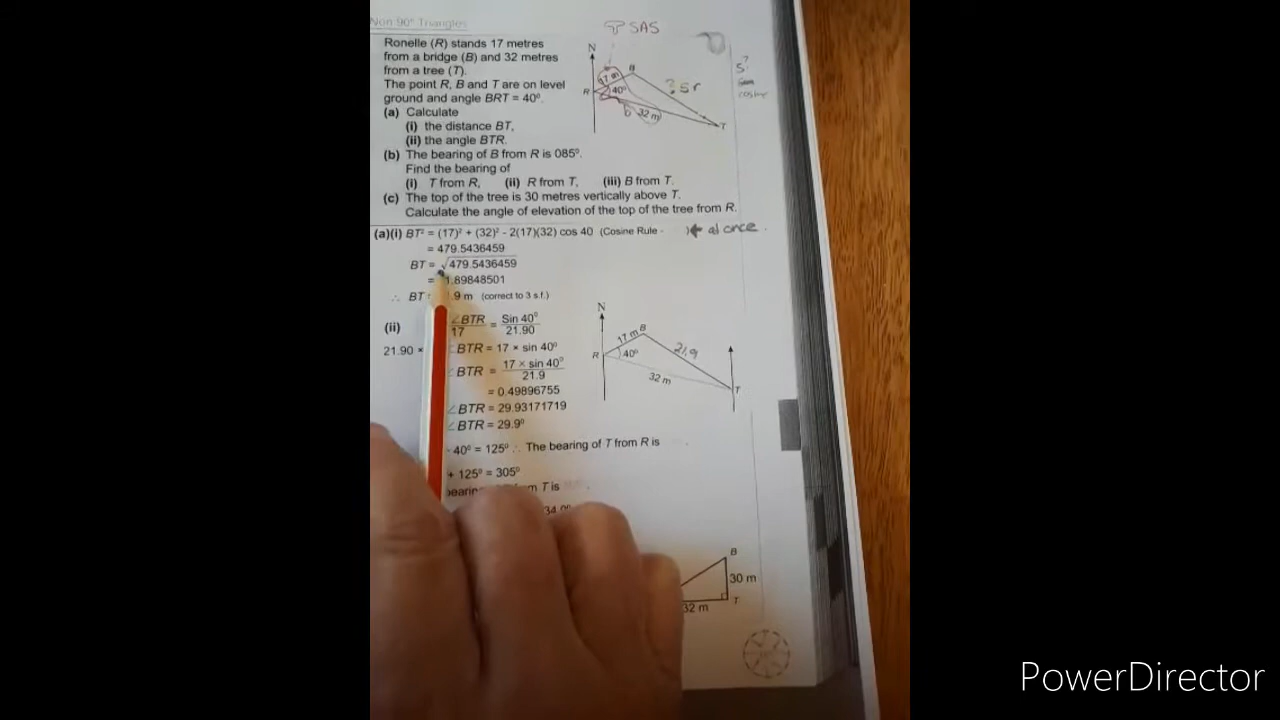 Non 90° Triangles
SAS
Ronelle (R) stands 17 metres
from a bridge (B) and 32 metres
from a tree (T).
The point R, B and T are on level
ground and angle BRT = 40°.
(a) Calculate
(i) the distance BT,
(ii) the angle BTR.
(b) The bearing of B from R is 085°.
Find the bearing of
(i) T from R, (ii) R from T, (iii) B from T.
(c) The top of the tree is 30 metres vertically above T.
Calculate the angle of elevation of the top of the tree from R.
N
B
17 m
R
40°
32 m
T
S?
(a)(i) BT² = (17)² + (32)² - 2(17)(32) cos 40 (Cosine Rule - at once.
= 479.5436459
BT = √479.5436459
1.89848501
∴ BT = .9 m (correct to 3 s.f.)
(ii) ∠BTR/17 = Sin 40°/21.90
21.90 × ∠BTR = 17 × sin 40°
∠BTR = 17 × sin 40°/21.9
= 0.49896755
∠BTR = 29.93171719
∠BTR = 29.9°
N
17 m B
R 40° 21.9
32 m
T
- 40° = 125° ∴ The bearing of T from R is
+ 125° = 305°
T is
B
30 m
T
32 m
PowerDirector